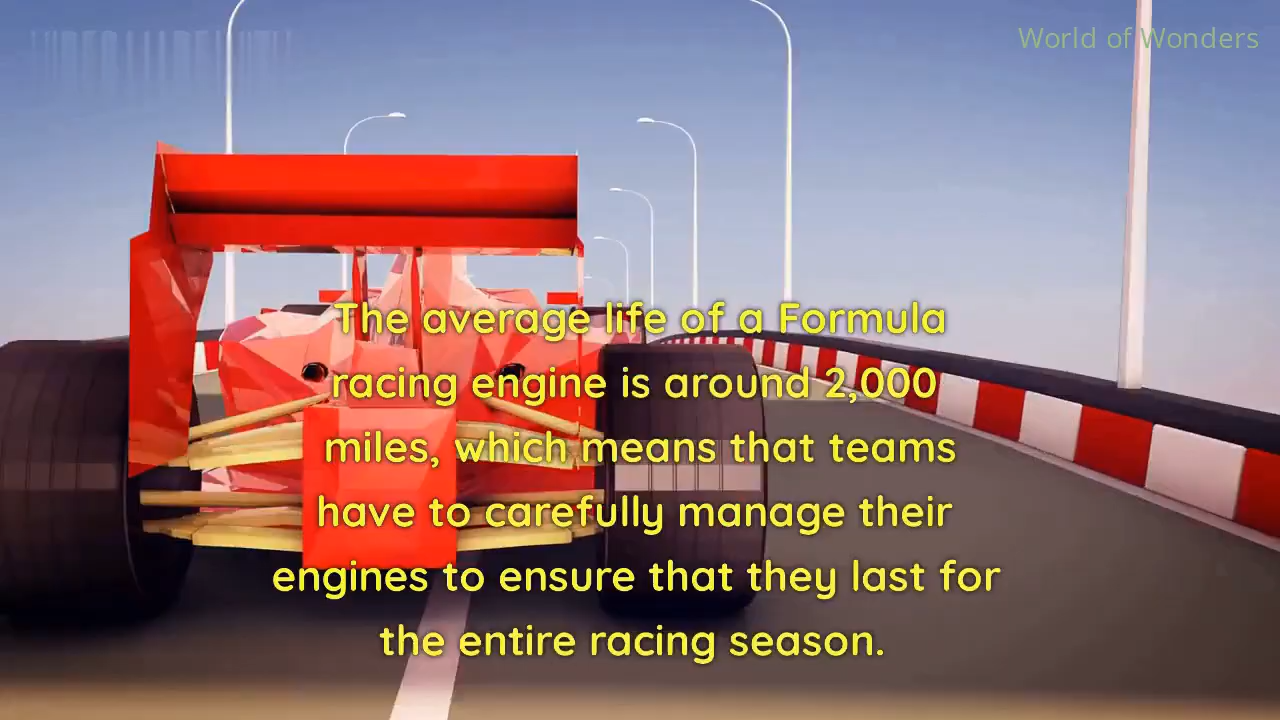 World of Wonders
The average life of a Formula
racing engine is around 2,000
miles, which means that teams
have to carefully manage their
engines to ensure that they last for
the entire racing season.